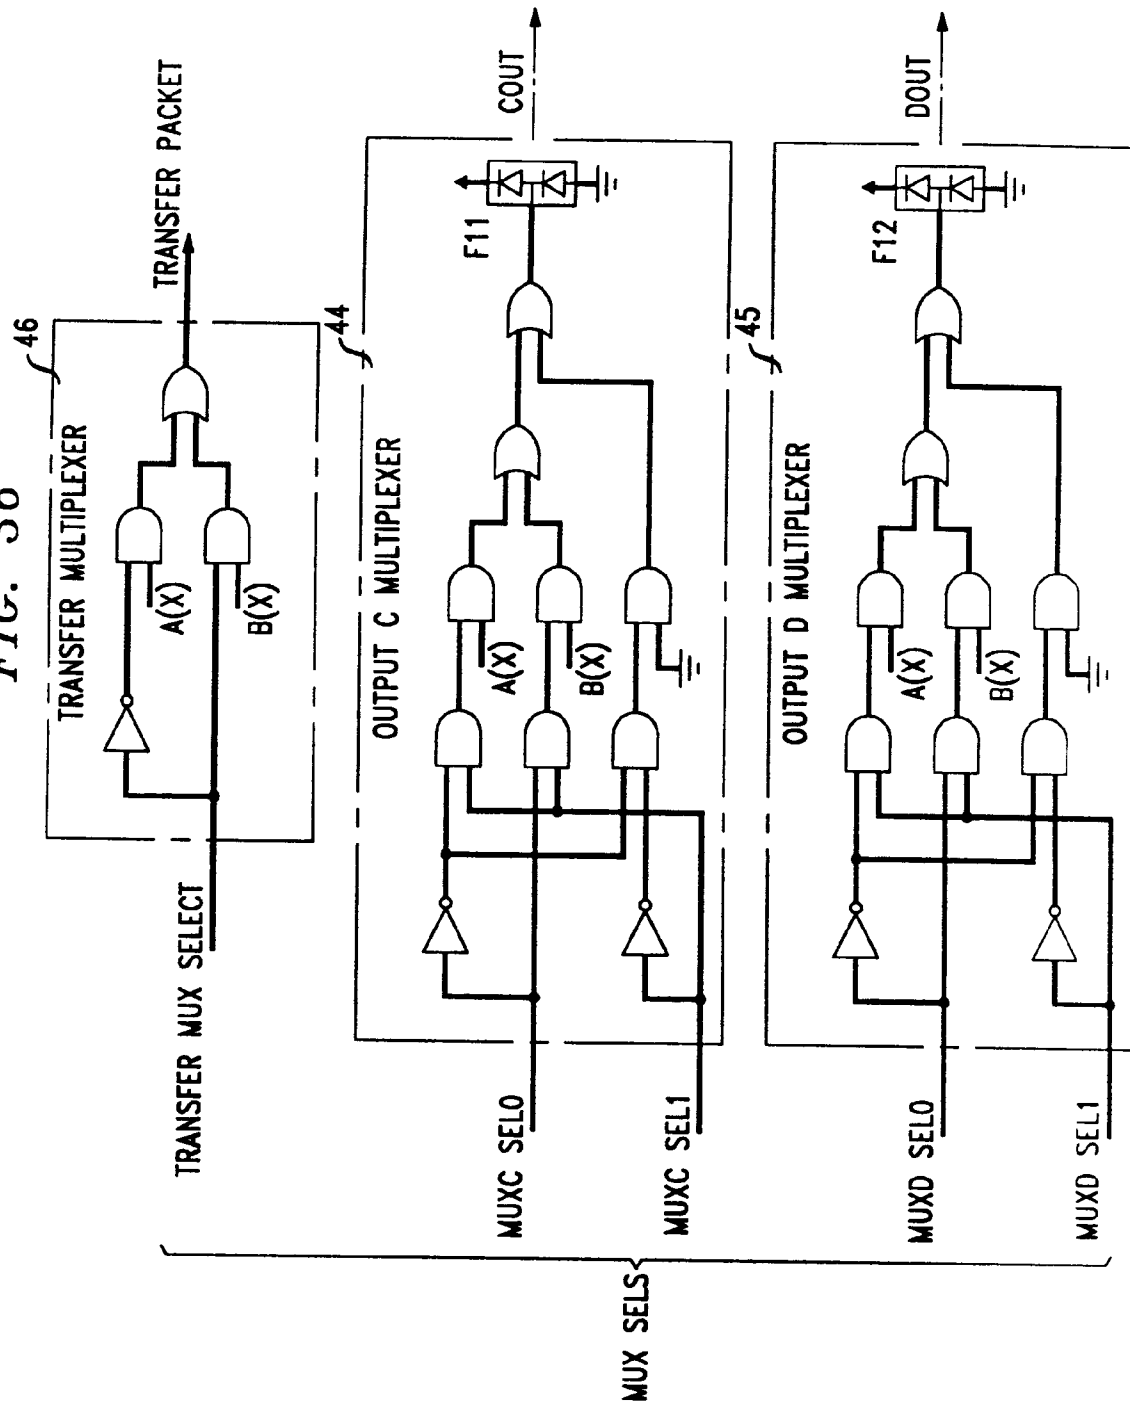 46
TRANSFER MULTIPLEXER
TRANSFER PACKET
A(X)
B(X)
TRANSFER MUX SELECT
44
OUTPUT C MULTIPLEXER
F11
COUT
A(X)
B(X)
MUXC SEL0
MUXC SEL1
45
OUTPUT D MULTIPLEXER
F12
DOUT
A(X)
B(X)
MUXD SEL0
MUXD SEL1
MUX SELS